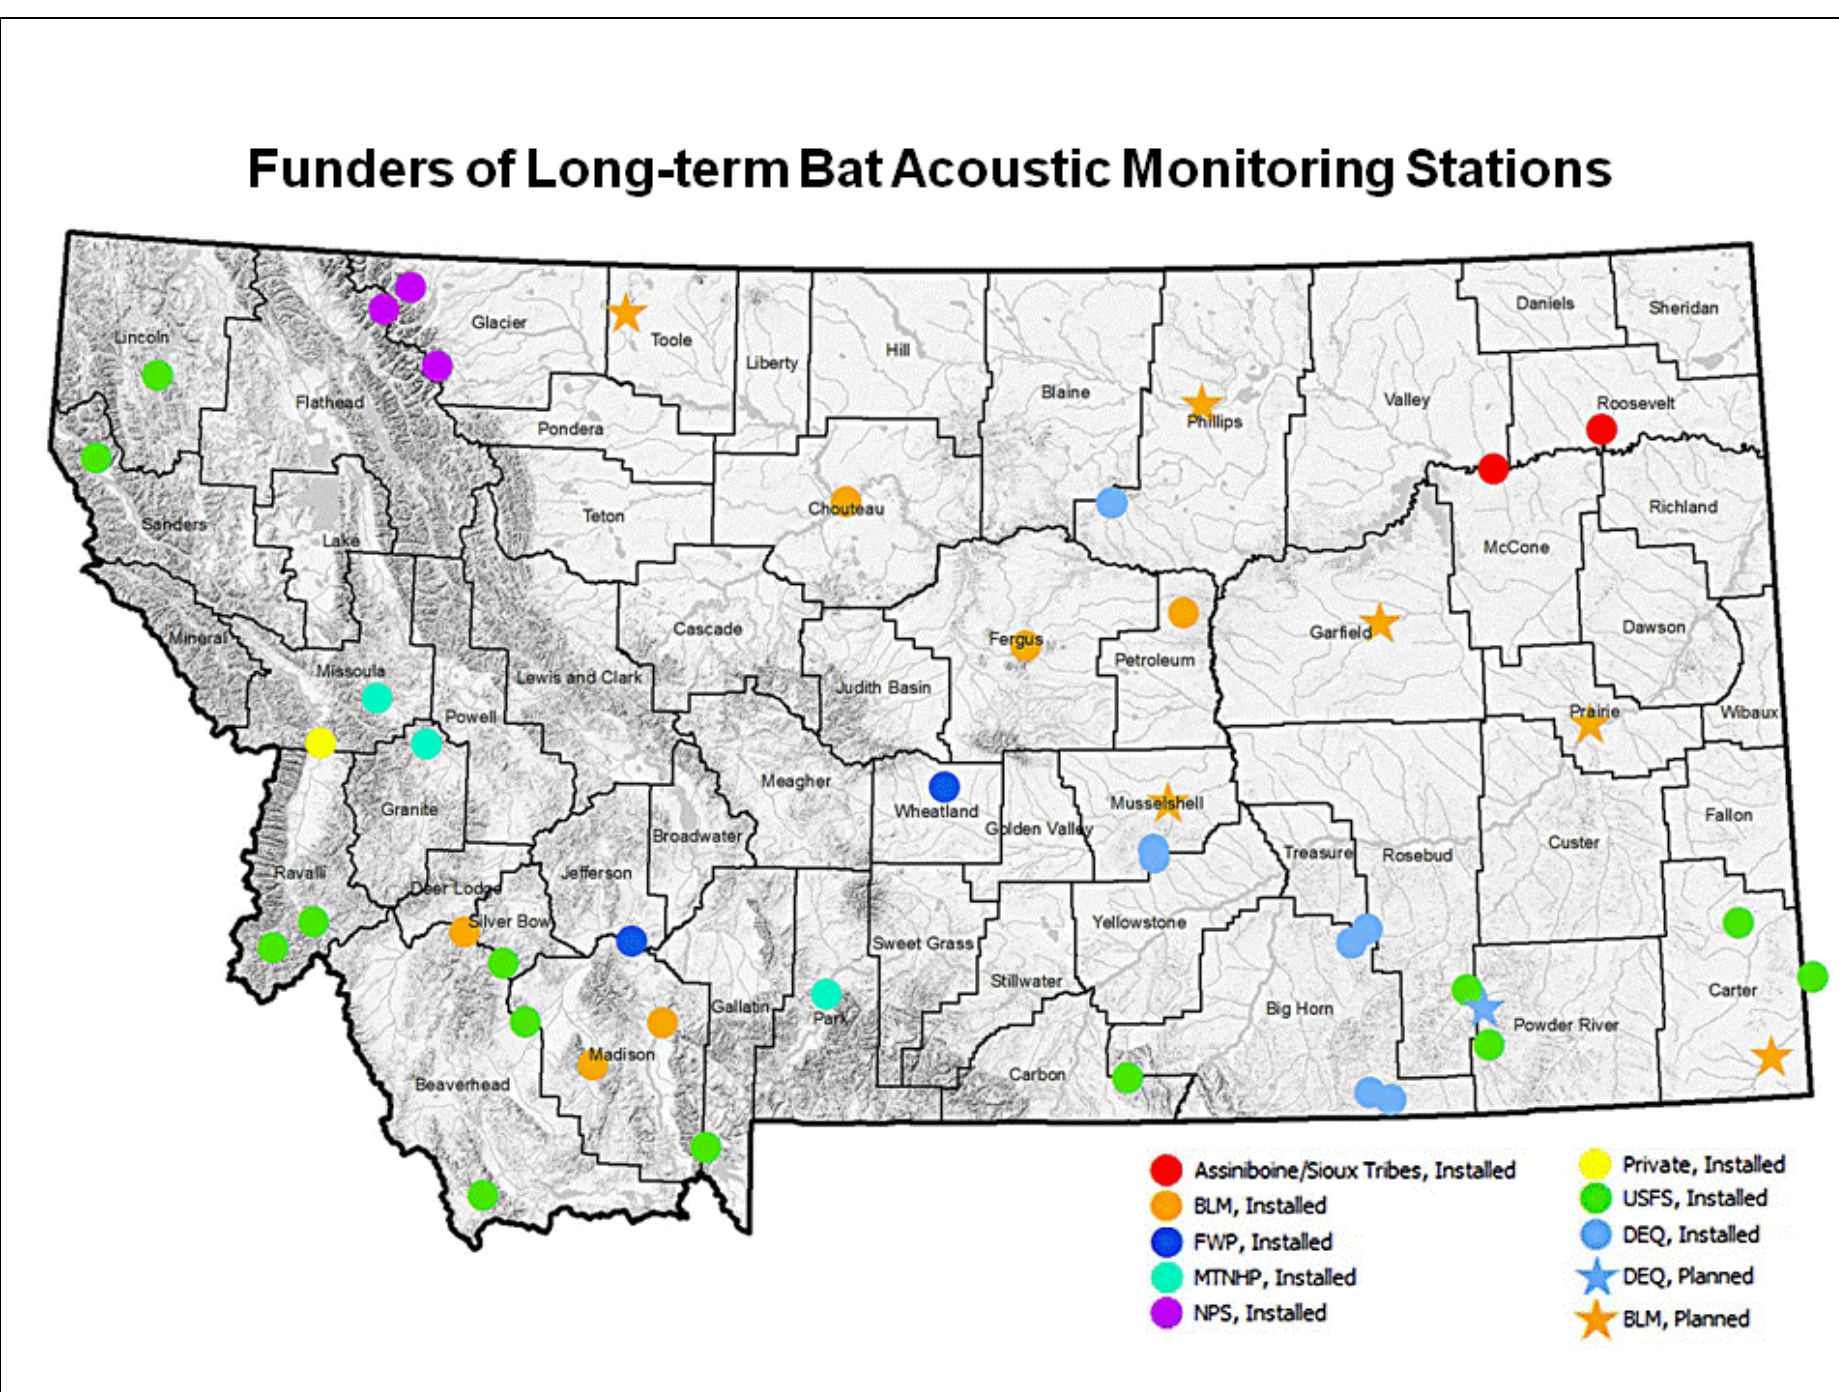 Funders of Long-term Bat Acoustic Monitoring Stations
Daniels
Sheridan
Glacier
Lincoln
Toole
Hill
Liberty
Blaine
Valley
Flathead
Roosevelt
Phillips
Pondera
Chouteau
Richland
Teton
Sanders
Lake
McCone
Cascade
Garfield
Dawson
Mineral
Fergus
Petroleum
Missoula
Lewis and Clark
Judith Basin
Powell
Prairie
Wibaux
Meagher
Musselshell
Granite
Wheatland
Fallon
Golden Valley
Broadwater
Custer
Treasure
Rosebud
Ravalli
Jefferson
Deer Lodge
Silver Bow
Yellowstone
Sweet Grass
Stillwater
Carter
Gallatin
Big Horn
Park
Powder River
Madison
Carbon
Beaverhead
Assiniboine/Sioux Tribes, Installed
BLM, Installed
FWP, Installed
MTNHP, Installed
NPS, Installed
Private, Installed
USFS, Installed
DEQ, Installed
DEQ, Planned
BLM, Planned